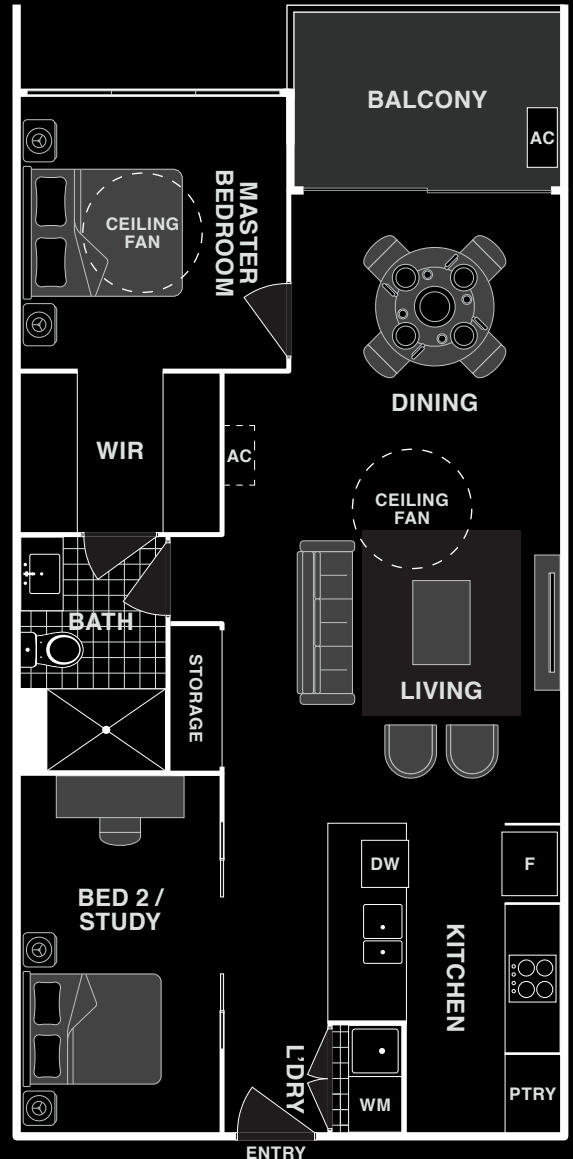 BALCONY
AC
MASTER
BEDROOM
CEILING
FAN
DINING
WIR
AC
CEILING
FAN
BATH
STORAGE
LIVING
DW
F
BED 2 /
STUDY
KITCHEN
L'DRY
WM
PTRY
ENTRY